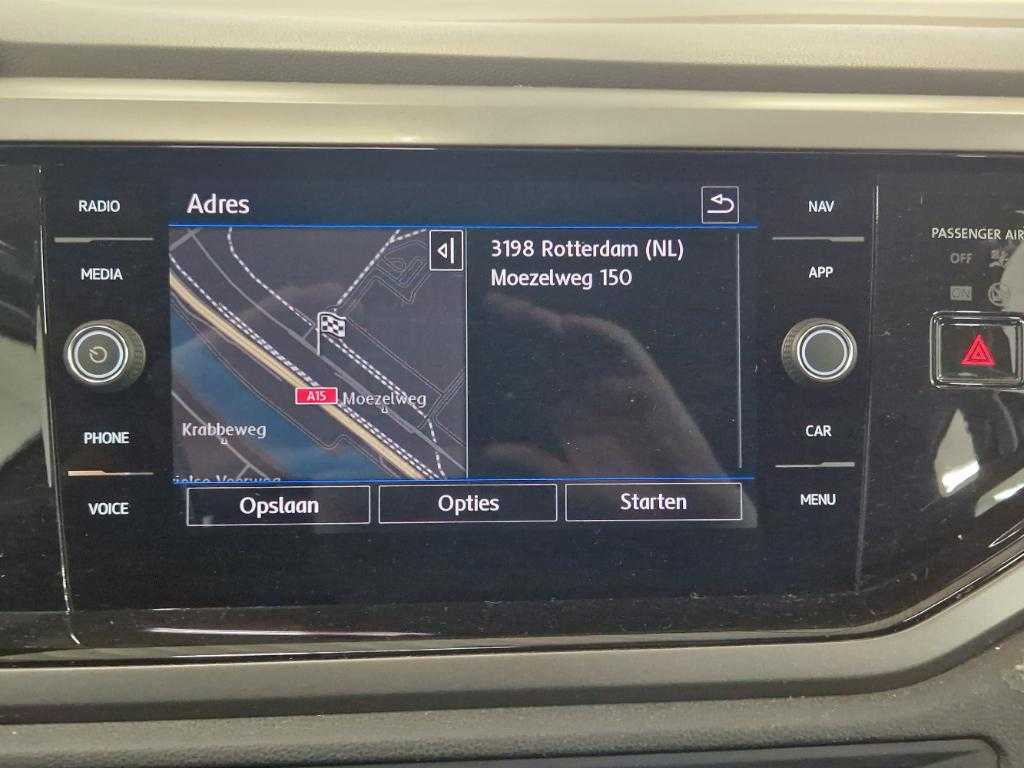 RADIO
MEDIA
PHONE
VOICE
Adres
3198 Rotterdam (NL)
Moezelweg 150
A15
Moezelweg
Krabbeweg
Opslaan
Opties
Starten
NAV
APP
CAR
MENU
PASSENGER AIR
OFF
ON